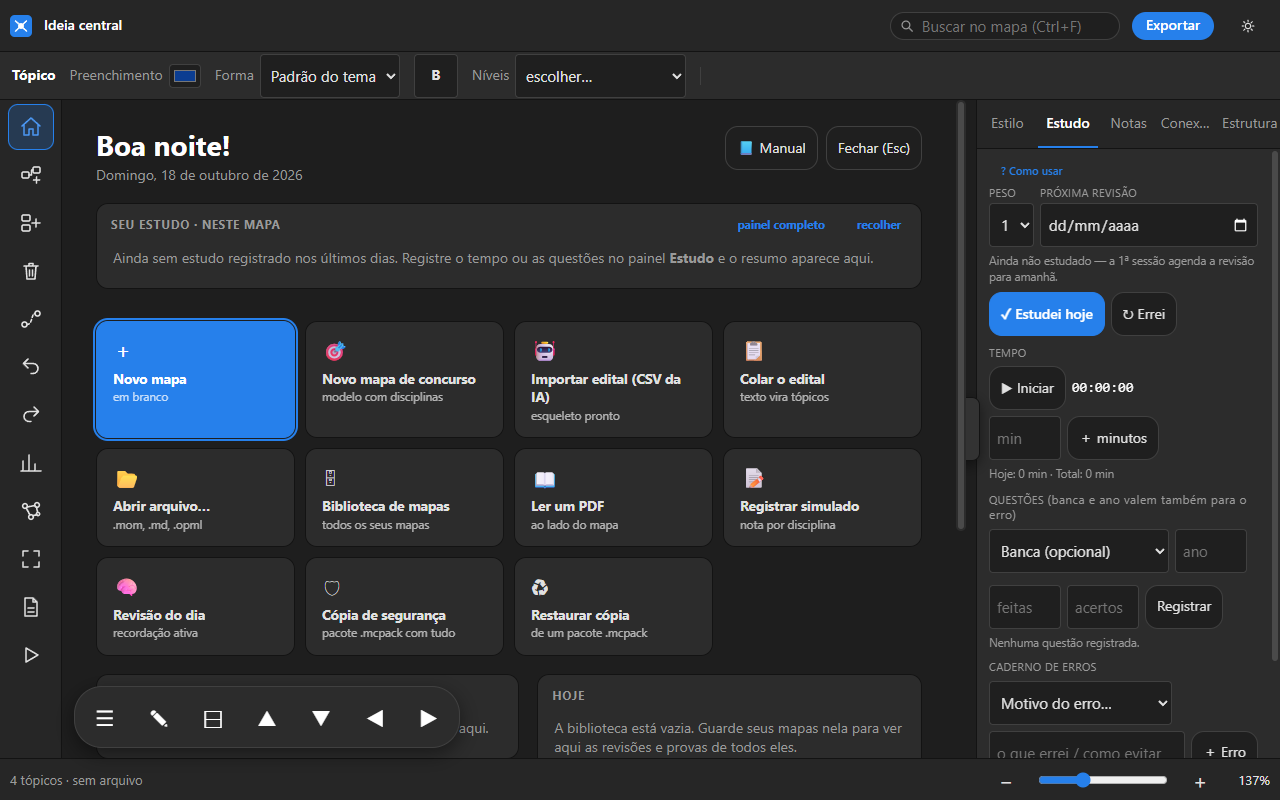 Ideia central
Buscar no mapa (Ctrl+F)
Exportar
Tópico
Preenchimento
Forma
Padrão do tema
B
Níveis
escolher...
Boa noite!
Domingo, 18 de outubro de 2026
Manual
Fechar (Esc)
SEU ESTUDO · NESTE MAPA
painel completo
recolher
Ainda sem estudo registrado nos últimos dias. Registre o tempo ou as questões no painel Estudo e o resumo aparece aqui.
+
Novo mapa
em branco
Novo mapa de concurso
modelo com disciplinas
Importar edital (CSV da
IA)
esqueleto pronto
Colar o edital
texto vira tópicos
Abrir arquivo...
.mom, .md, .opml
Biblioteca de mapas
todos os seus mapas
Ler um PDF
ao lado do mapa
Registrar simulado
nota por disciplina
Revisão do dia
recordação ativa
Cópia de segurança
pacote .mcpack com tudo
Restaurar cópia
de um pacote .mcpack
aqui.
HOJE
A biblioteca está vazia. Guarde seus mapas nela para ver
aqui as revisões e provas de todos eles.
Estilo
Estudo
Notas
Conex...
Estrutura
? Como usar
PESO
PRÓXIMA REVISÃO
1
dd/mm/aaaa
Ainda não estudado — a 1ª sessão agenda a revisão
para amanhã.
✓ Estudei hoje
↻ Errei
TEMPO
▶ Iniciar
00:00:00
min
+ minutos
Hoje: 0 min · Total: 0 min
QUESTÕES (banca e ano valem também para o
erro)
Banca (opcional)
ano
feitas
acertos
Registrar
Nenhuma questão registrada.
CADERNO DE ERROS
Motivo do erro...
o que errei / como evitar
+ Erro
4 tópicos · sem arquivo
−
+
137%